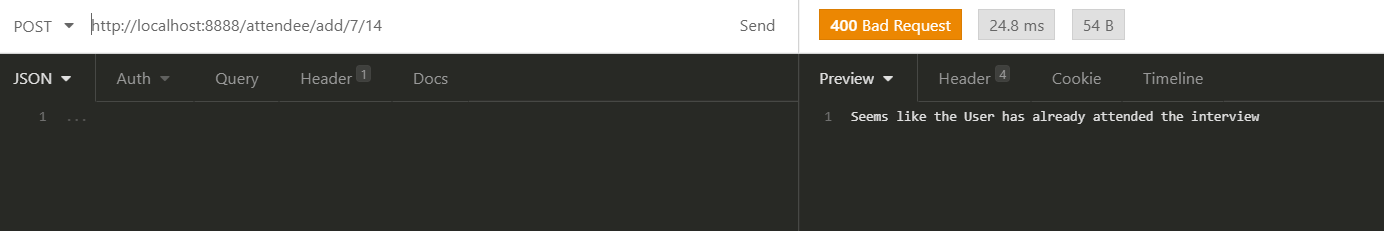 POST http://localhost:8888/attendee/add/7/14 Send 400 Bad Request 24.8 ms 54 B
JSON Auth Query Header 1 Docs Preview Header 4 Cookie Timeline
1 ... 1 Seems like the User has already attended the interview